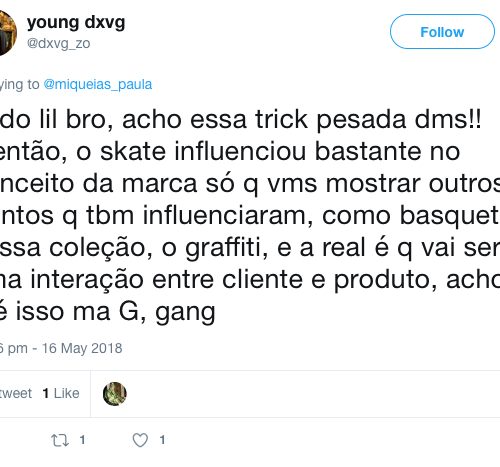 young dxvg
@dxvg_zo
Follow
ying to @miqueias_paula
do lil bro, acho essa trick pesada dms!!
então, o skate influenciou bastante no
nceito da marca só q vms mostrar outros
ntos q tbm influenciaram, como basquet
ssa coleção, o graffiti, e a real é q vai ser
na interação entre cliente e produto, acho
é isso ma G, gang
6 pm - 16 May 2018
tweet 1 Like
1 1